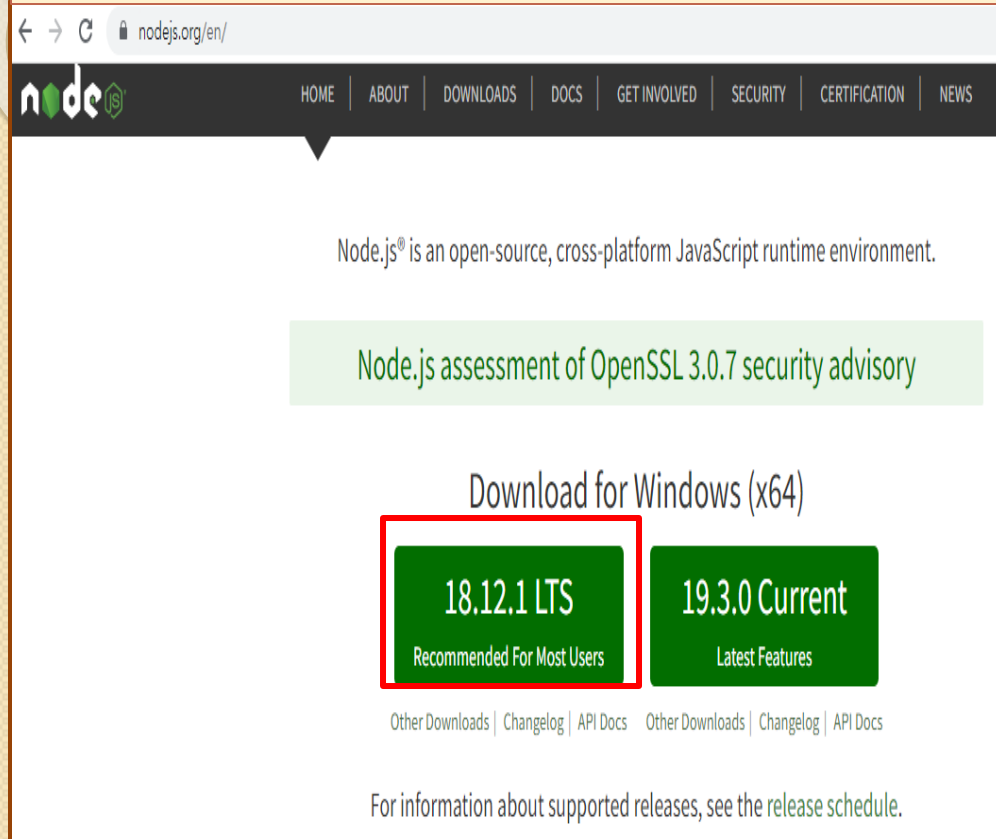 nodejs.org/en/
node JS
HOME | ABOUT | DOWNLOADS | DOCS | GET INVOLVED | SECURITY | CERTIFICATION | NEWS
Node.js® is an open-source, cross-platform JavaScript runtime environment.
Node.js assessment of OpenSSL 3.0.7 security advisory
Download for Windows (x64)
18.12.1 LTS
Recommended For Most Users
19.3.0 Current
Latest Features
Other Downloads | Changelog | API Docs
Other Downloads | Changelog | API Docs
For information about supported releases, see the release schedule.